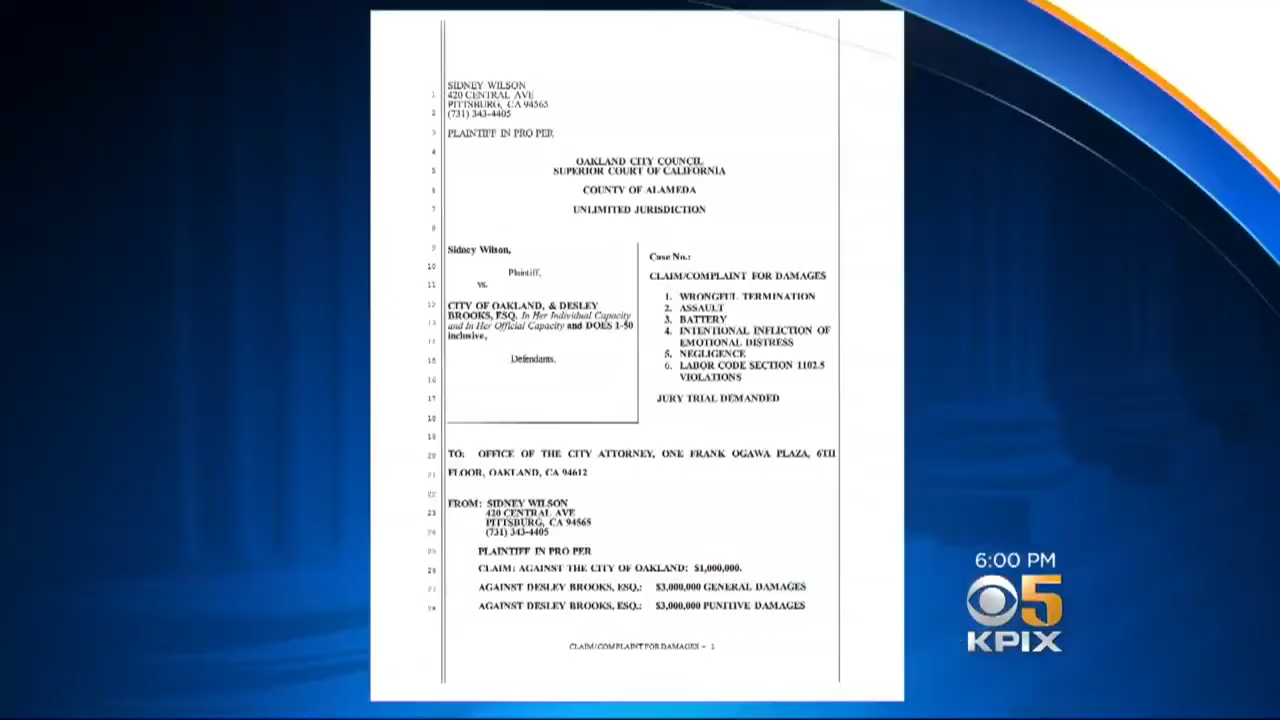 SIDNEY WILSON
1 420 CENTRAL AVE
PITTSBURG, CA 94565
2 (731) 343-4405
3 PLAINTIFF IN PRO PER
4
OAKLAND CITY COUNCIL
5 SUPERIOR COURT OF CALIFORNIA
6 COUNTY OF ALAMEDA
7 UNLIMITED JURISDICTION
8
9 Sidney Wilson,
10 Plaintiff,
11 vs.
12 CITY OF OAKLAND, & DESLEY
BROOKS, ESQ. In Her Individual Capacity
13 and In Her Official Capacity and DOES 1-50
inclusive,
15 Defendants.
16
17
18
Case No.:
CLAIM/COMPLAINT FOR DAMAGES
1. WRONGFUL TERMINATION
2. ASSAULT
3. BATTERY
4. INTENTIONAL INFLICTION OF
EMOTIONAL DISTRESS
5. NEGLIGENCE
6. LABOR CODE SECTION 1102.5
VIOLATIONS
JURY TRIAL DEMANDED
19
20 TO: OFFICE OF THE CITY ATTORNEY, ONE FRANK OGAWA PLAZA, 6TH
21 FLOOR, OAKLAND, CA 94612
22
FROM: SIDNEY WILSON
23 420 CENTRAL AVE
PITTSBURG, CA 94565
24 (731) 343-4405
25 PLAINTIFF IN PRO PER
26 CLAIM: AGAINST THE CITY OF OAKLAND: $1,000,000.
27 AGAINST DESLEY BROOKS, ESQ.: $3,000,000 GENERAL DAMAGES
28 AGAINST DESLEY BROOKS, ESQ.: $3,000,000 PUNITIVE DAMAGES
CLAIM/COMPLAINT FOR DAMAGES - 1
6:00 PM
5
KPIX